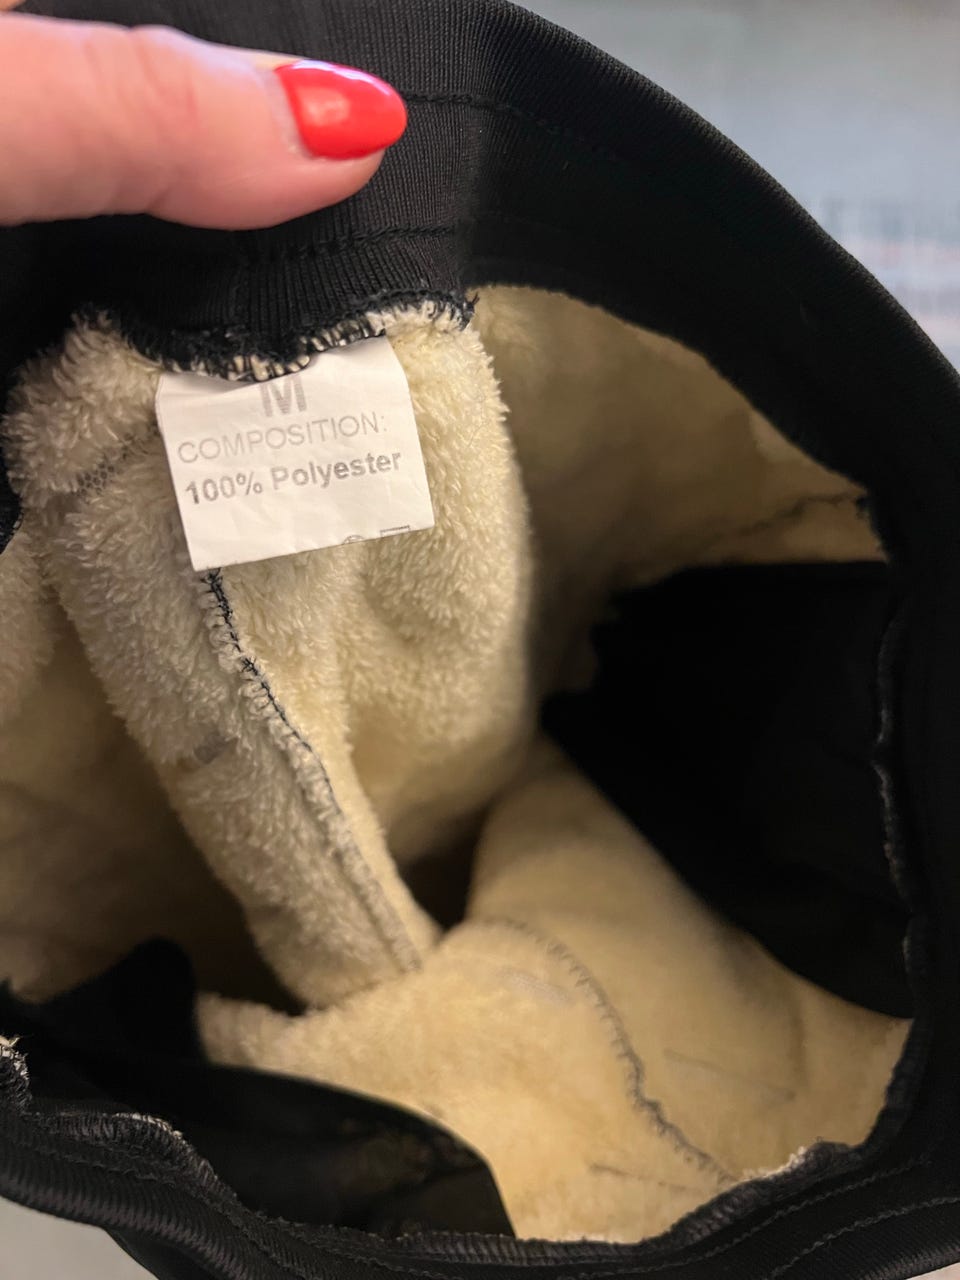 M
COMPOSITION:
100% Polyester